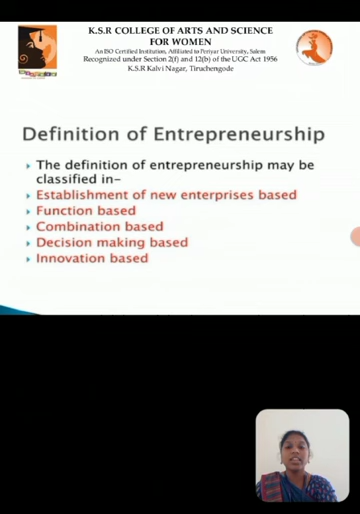 K.S.R COLLEGE OF ARTS AND SCIENCE
FOR WOMEN
An ISO Certified Institution, Affiliated to Periyar University, Salem
Recognized under Section 2(f) and 12(b) of the UGC Act 1956
K.S.R Kalvi Nagar, Tiruchengode
Definition of Entrepreneurship
The definition of entrepreneurship may be
classified in-
Establishment of new enterprises based
Function based
Combination based
Decision making based
Innovation based